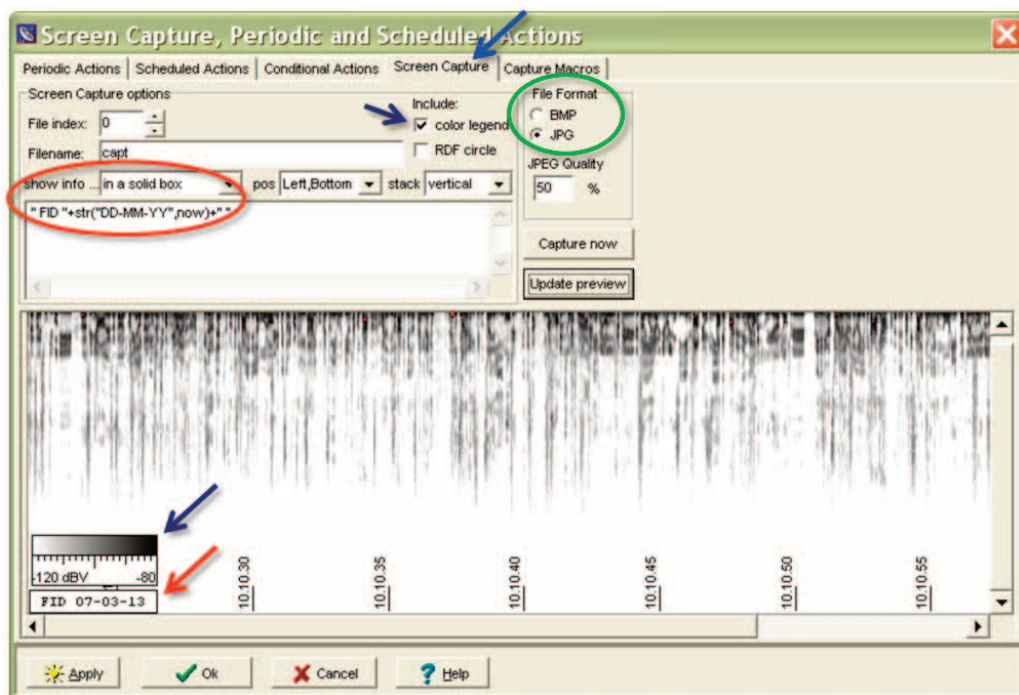 Screen Capture, Periodic and Scheduled Actions
Periodic Actions
Scheduled Actions
Conditional Actions
Screen Capture
Capture Macros
Screen Capture options
File index: 0
Filename: capt
Include:
color legend
RDF circle
show info ... in a solid box
pos Left,Bottom
stack vertical
" FID "+str("DD-MM-YY",now)+" "
File Format
BMP
JPG
JPEG Quality
50 %
Capture now
Update preview
-120 dBV -80
FID 07-03-13
10.10.30
10.10.35
10.10.40
10.10.45
10.10.50
10.10.55
Apply
Ok
Cancel
Help